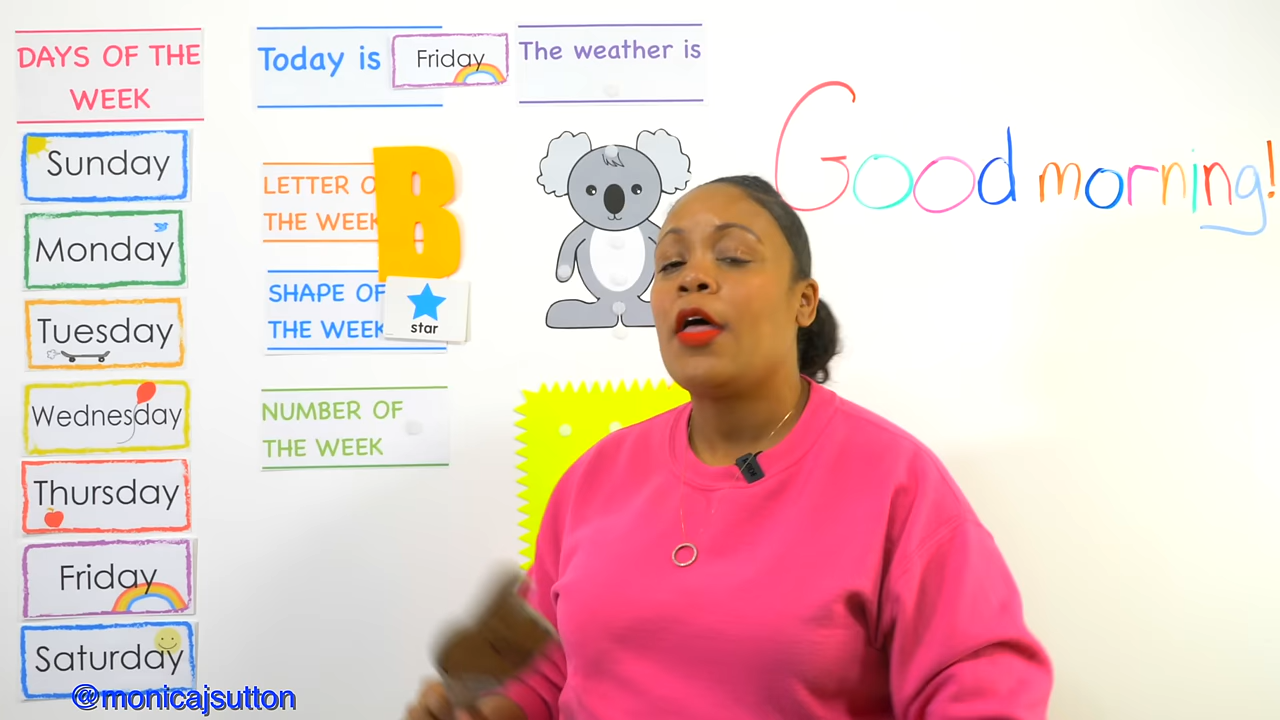 DAYS OF THE
WEEK
Sunday
Monday
Tuesday
Wednesday
Thursday
Friday
Saturday
@monicajsutton
Today is Friday
LETTER O
THE WEEK
B
SHAPE OF
THE WEEK
star
NUMBER OF
THE WEEK
The weather is
Good morning!